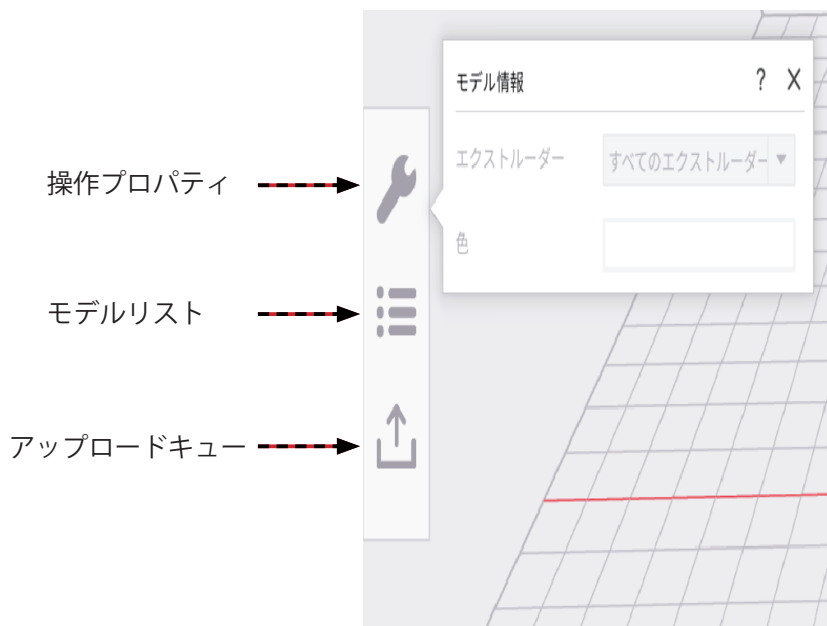 モデル情報 ? X
エクストルーダー すべてのエクストルーダー
色
操作プロパティ
モデルリスト
アップロードキュー